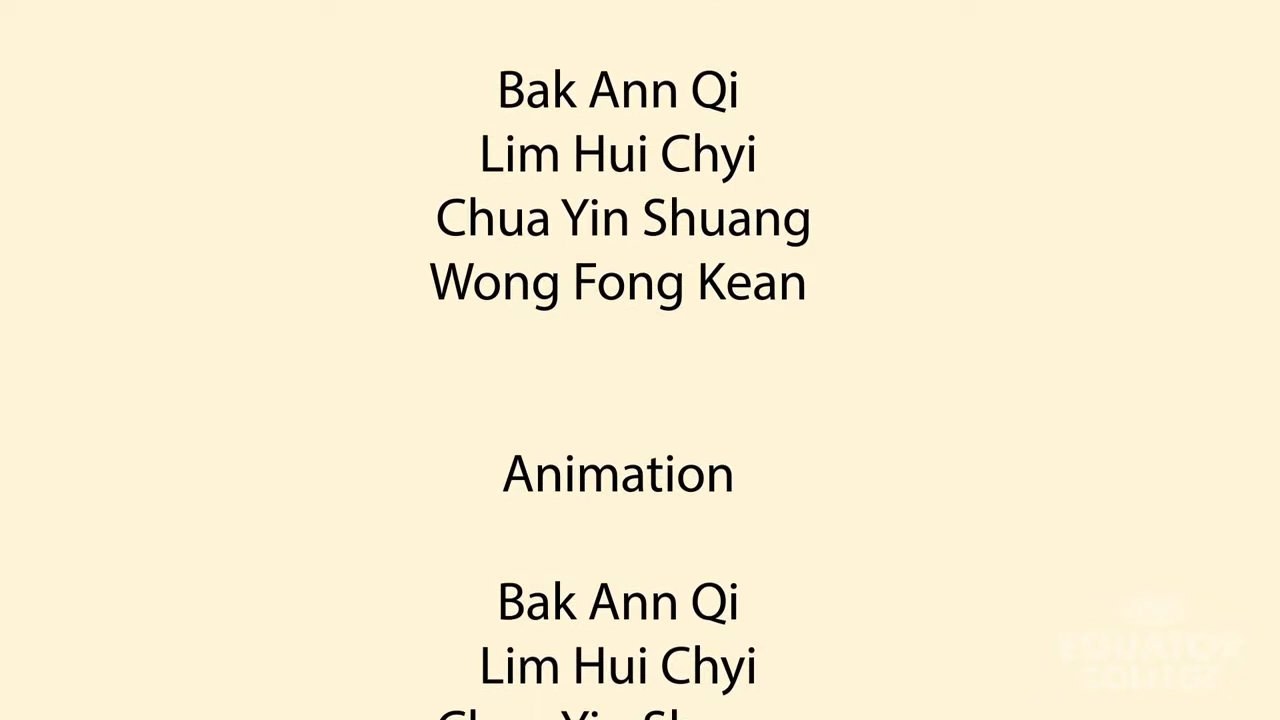 Bak Ann Qi
Lim Hui Chyi
Chua Yin Shuang
Wong Fong Kean
Animation
Bak Ann Qi
Lim Hui Chyi